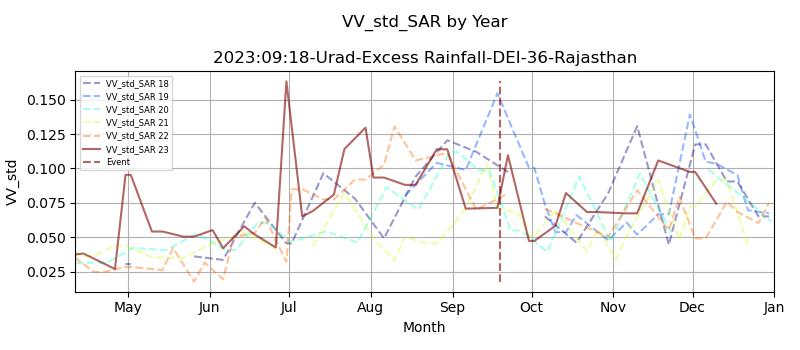 VV_std_SAR by Year
2023:09:18-Urad-Excess Rainfall-DEI-36-Rajasthan
VV_std
0.150
0.125
0.100
0.075
0.050
0.025
VV_std_SAR 18
VV_std_SAR 19
VV_std_SAR 20
VV_std_SAR 21
VV_std_SAR 22
VV_std_SAR 23
Event
May
Jun
Jul
Aug
Sep
Oct
Nov
Dec
Jan
Month